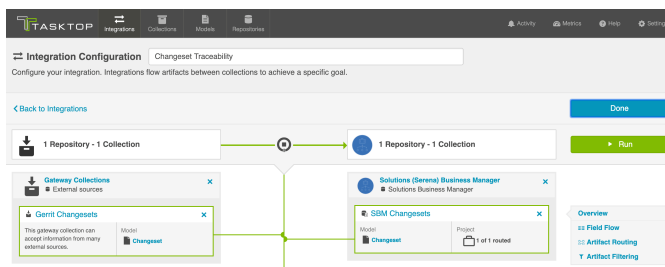 TASKTOP
Integrations
Collections
Models
Repositories
Activity
Metrics
Help
Setting
Integration Configuration
Changeset Traceability
Configure your integration. Integrations flow artifacts between collections to achieve a specific goal.
Back to Integrations
Done
1 Repository - 1 Collection
1 Repository - 1 Collection
Run
Gateway Collections
External sources
Solutions (Serena) Business Manager
Solutions Business Manager
Gerrit Changesets
This gateway collection can
accept information from many
external sources.
Model
Changeset
SBM Changesets
Model
Changeset
Project
1 of 1 routed
Overview
Field Flow
Artifact Routing
Artifact Filtering